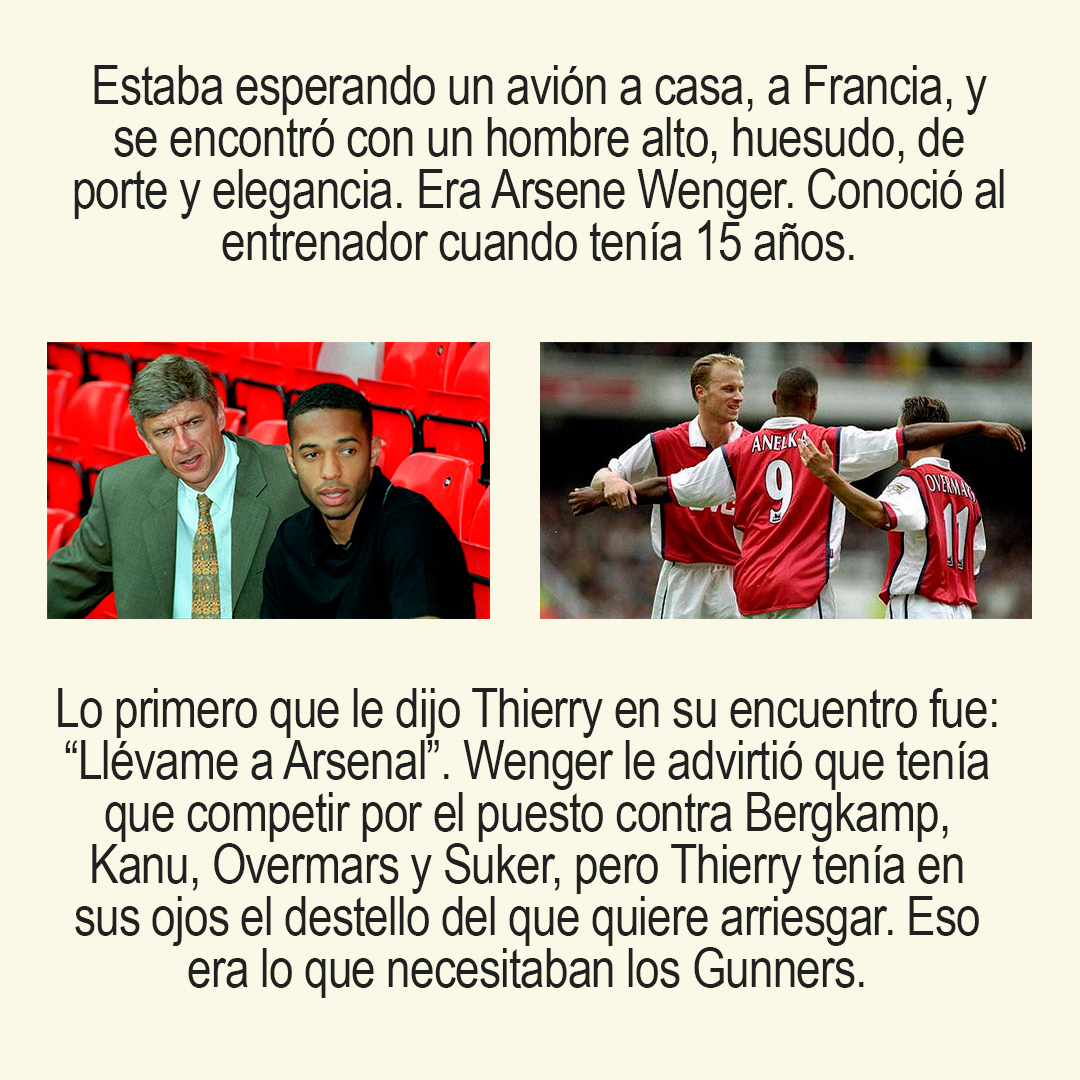 Estaba esperando un avión a casa, a Francia, y
se encontró con un hombre alto, huesudo, de
porte y elegancia. Era Arsene Wenger. Conoció al
entrenador cuando tenía 15 años.
ANELKA
9
OVERMARS
11
Lo primero que le dijo Thierry en su encuentro fue:
“Llévame a Arsenal”. Wenger le advirtió que tenía
que competir por el puesto contra Bergkamp,
Kanu, Overmars y Suker, pero Thierry tenía en
sus ojos el destello del que quiere arriesgar. Eso
era lo que necesitaban los Gunners.